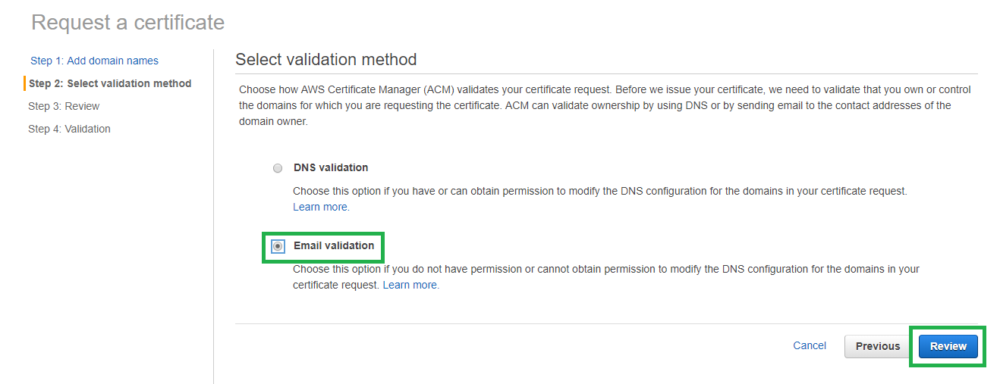 Request a certificate
Step 1: Add domain names
Step 2: Select validation method
Step 3: Review
Step 4: Validation
Select validation method
Choose how AWS Certificate Manager (ACM) validates your certificate request. Before we issue your certificate, we need to validate that you own or control
the domains for which you are requesting the certificate. ACM can validate ownership by using DNS or by sending email to the contact addresses of the
domain owner.
DNS validation
Choose this option if you have or can obtain permission to modify the DNS configuration for the domains in your certificate request.
Learn more.
Email validation
Choose this option if you do not have permission or cannot obtain permission to modify the DNS configuration for the domains in your
certificate request. Learn more.
Cancel Previous Review